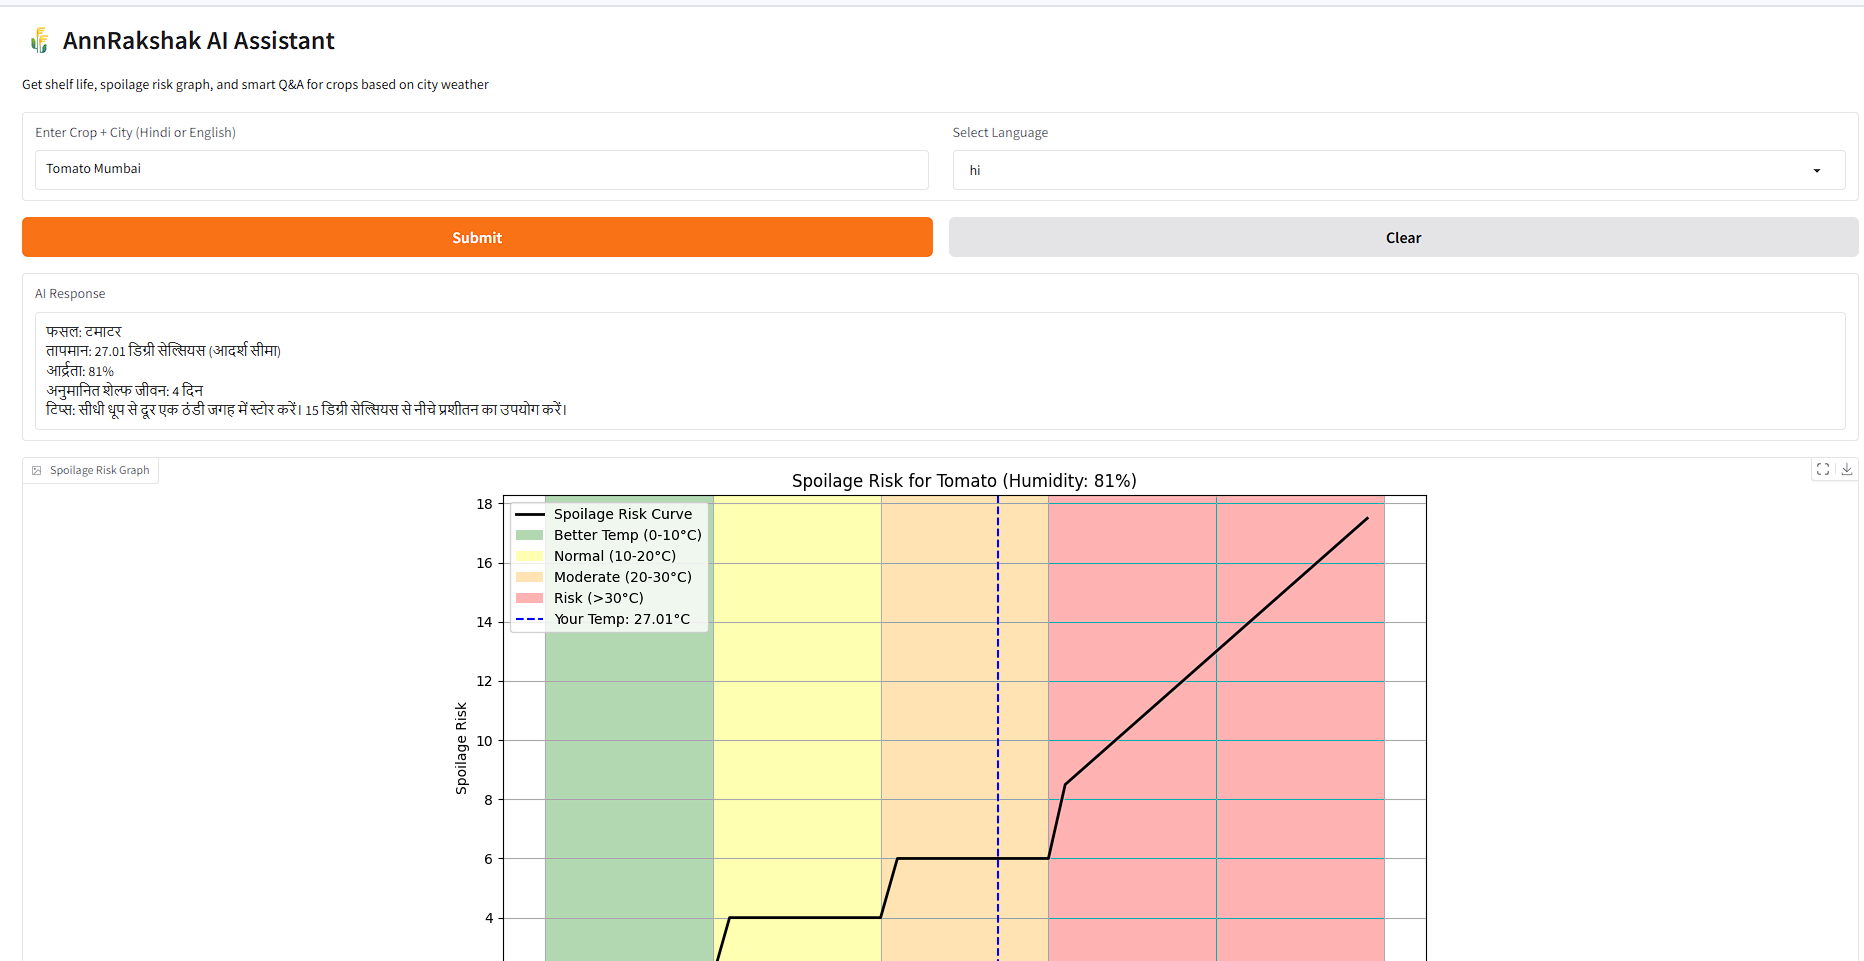 AnnRakshak AI Assistant
Get shelf life, spoilage risk graph, and smart Q&A for crops based on city weather
Enter Crop + City (Hindi or English)
Select Language
Tomato Mumbai
hi
Submit
Clear
AI Response
फसल: टमाटर
तापमान: 27.01 डिग्री सेल्सियस (आदर्श सीमा)
आर्द्रता: 81%
अनुमानित शेल्फ जीवन: 4 दिन
टिप्स: सीधी धूप से दूर एक ठंडी जगह में स्टोर करें। 15 डिग्री सेल्सियस से नीचे प्रशीतन का उपयोग करें।
Spoilage Risk Graph
Spoilage Risk for Tomato (Humidity: 81%)
Spoilage Risk Curve
Better Temp (0-10°C)
Normal (10-20°C)
Moderate (20-30°C)
Risk (>30°C)
Your Temp: 27.01°C
Spoilage Risk
18
16
14
12
10
8
6
4